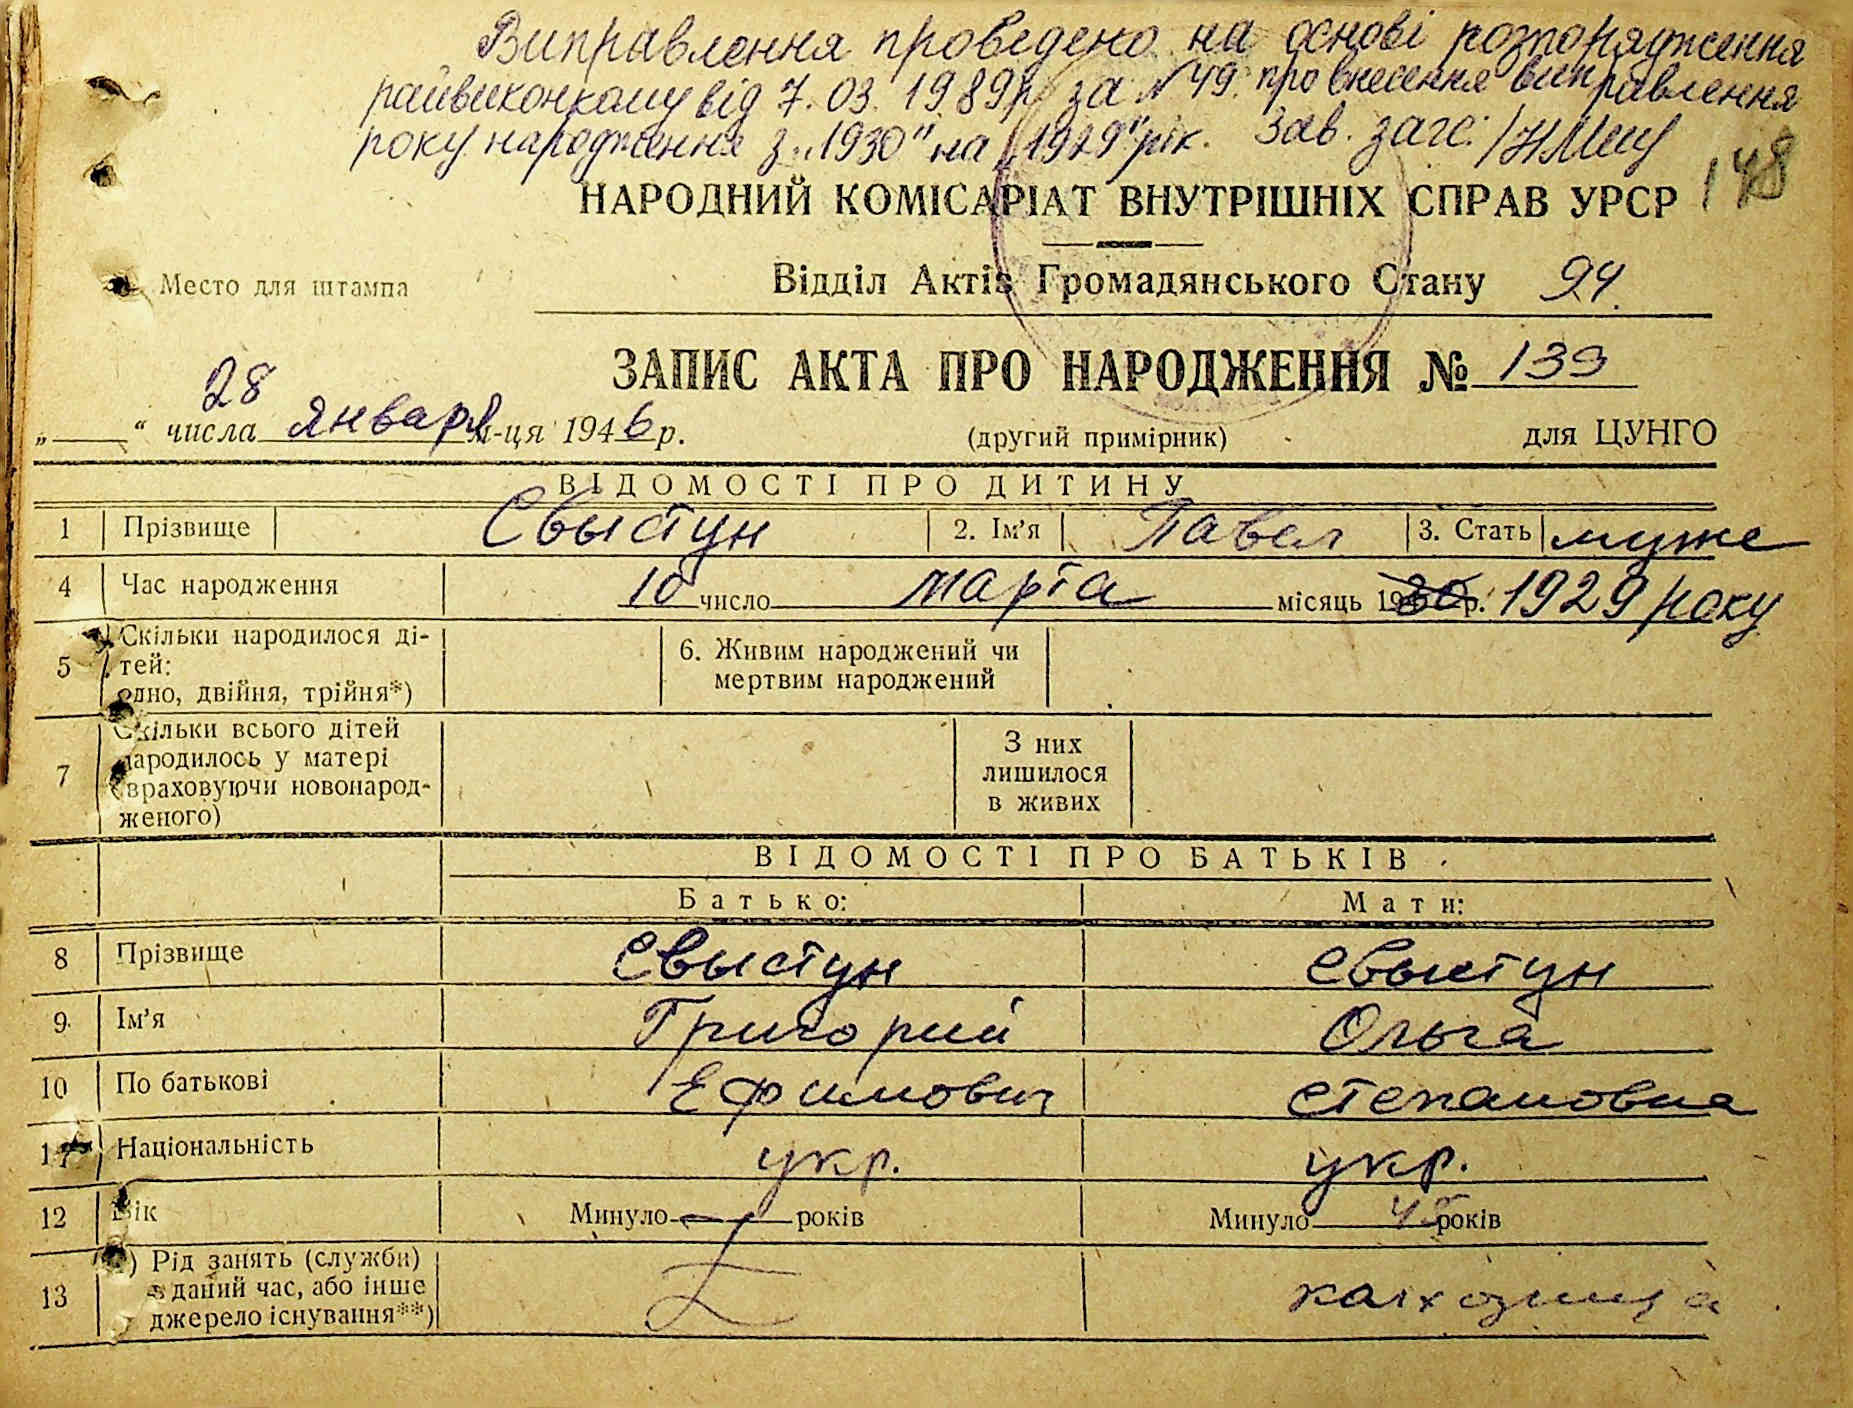 Виправлення проведено на основі розпорядження
райвиконкому від 7.03.1989р за №49 про внесення виправлення
року народження з "1930" на "1929" рік. Зав. загс:
НАРОДНИЙ КОМІСАРІАТ ВНУТРІШНІХ СПРАВ УРСР 148
Место для штампа
Відділ Актів Громадянського Стану 94
ЗАПИС АКТА ПРО НАРОДЖЕННЯ № 139
„ 28 “ числа января м-ця 1946 р. (другий примірник) для ЦУНГО
ВІДОМОСТІ ПРО ДИТИНУ
1 Прізвище Свыстун 2. Ім'я Павел 3. Стать муже
4 Час народження 10 число марта місяць 1930 р. 1929 року
5 Скільки народилося ді-
тей:
одно, двійня, трійня*)
6. Живим народжений чи
мертвим народжений
7 Скільки всього дітей
народилось у матері
(враховуючи новонарод-
женого)
З них
лишилося
в живих
ВІДОМОСТІ ПРО БАТЬКІВ
Батько: Мати:
8 Прізвище Свыстун Свыстун
9 Ім'я Григорий Ольга
10 По батькові Ефимович Степановна
11 Національність укр. укр.
12 Вік Минуло — років Минуло 45 років
13 ) Рід занять (служби)
в даний час, або інше
джерело існування**)
колхозница